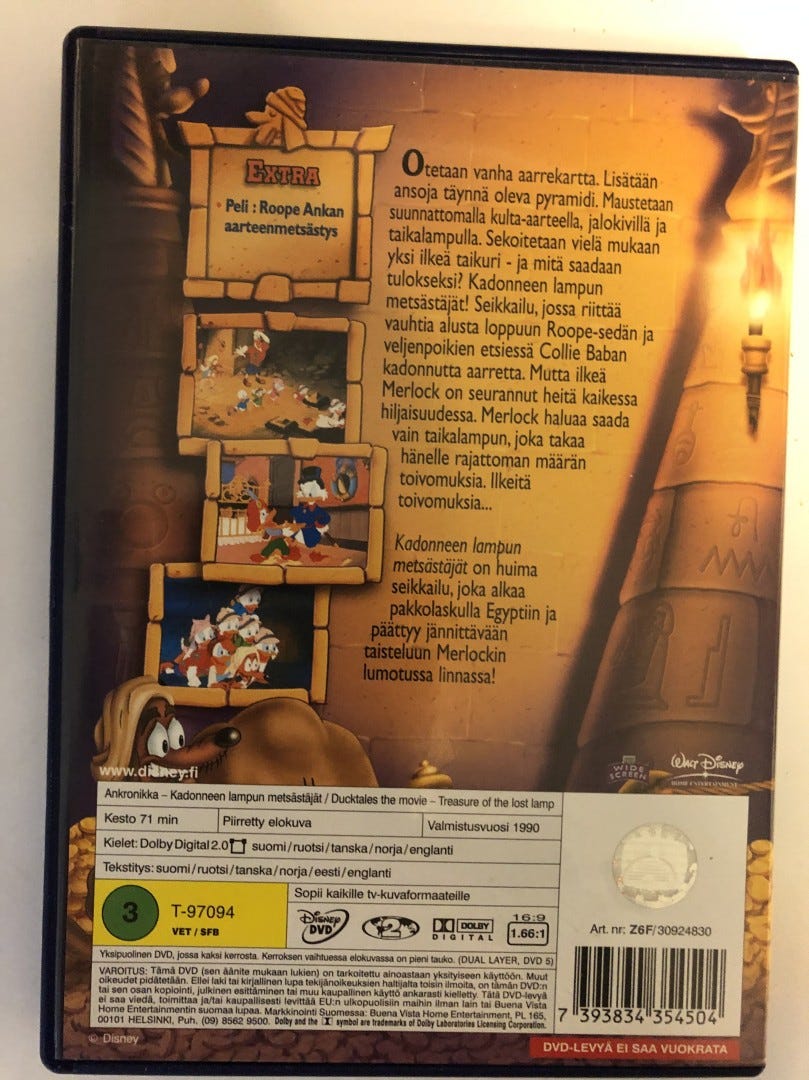 EXTRA
• Peli : Roope Ankan
aarteenmetsästys
Otetaan vanha aarrekartta. Lisätään
ansoja täynnä oleva pyramidi. Maustetaan
suunnattomalla kulta-aarteella, jalokivillä ja
taikalampulla. Sekoitetaan vielä mukaan
yksi ilkeä taikuri - ja mitä saadaan
tulokseksi? Kadonneen lampun
metsästäjät! Seikkailu, jossa riittää
vauhtia alusta loppuun Roope-sedän ja
veljenpoikien etsiessä Collie Baban
kadonnutta aarretta. Mutta ilkeä
Merlock on seurannut heitä kaikessa
hiljaisuudessa. Merlock haluaa saada
vain taikalampun, joka takaa
hänelle rajattoman määrän
toivomuksia. Ilkeitä
toivomuksia...
Kadonneen lampun
metsästäjät on huima
seikkailu, joka alkaa
pakkolaskulla Egyptiin ja
päättyy jännittävään
taisteluun Merlockin
lumotussa linnassa!
www.disney.fi
WIDE
SCREEN
WALT DISNEY
HOME ENTERTAINMENT
Ankronikka – Kadonneen lampun metsästäjät / Ducktales the movie – Treasure of the lost lamp
Kesto 71 min Piirretty elokuva Valmistusvuosi 1990
Kielet: Dolby Digital 2.0 suomi/ruotsi/tanska/norja/englanti
Tekstitys: suomi/ruotsi/tanska/norja/eesti/englanti
3 T-97094
VET / SFB
Sopii kaikille tv-kuvaformaateille
Disney DVD 2 DOLBY DIGITAL 16:9 1.66:1
Art. nr: Z6F/30924830
Yksipuolinen DVD, jossa kaksi kerrosta. Kerroksen vaihtuessa elokuvassa on pieni tauko. (DUAL LAYER, DVD 5)
VAROITUS: Tämä DVD (sen äänite mukaan lukien) on tarkoitettu ainoastaan yksityiseen käyttöön. Muut
oikeudet pidätetään. Ellei laki tai kirjallinen lupa tekijänoikeuksien haltijalta toisin ilmoita, on tämän DVD:n
tai sen osan kopiointi, julkinen esittäminen tai muu kaupallinen käyttö ankarasti kielletty. Tätä DVD-levyä
ei saa viedä, toimittaa ja/tai kaupallisesti levittää EU:n ulkopuolisiin maihin ilman lain tai Buena Vista
Home Entertainmentin suomaa lupaa. Markkinointi Suomessa: Buena Vista Home Entertainment, PL 165,
00101 HELSINKI, Puh. (09) 8562 9500. Dolby and the symbol are trademarks of Dolby Laboratories Licensing Corporation.
7 393834 354504
© Disney
DVD-LEVYÄ EI SAA VUOKRATA